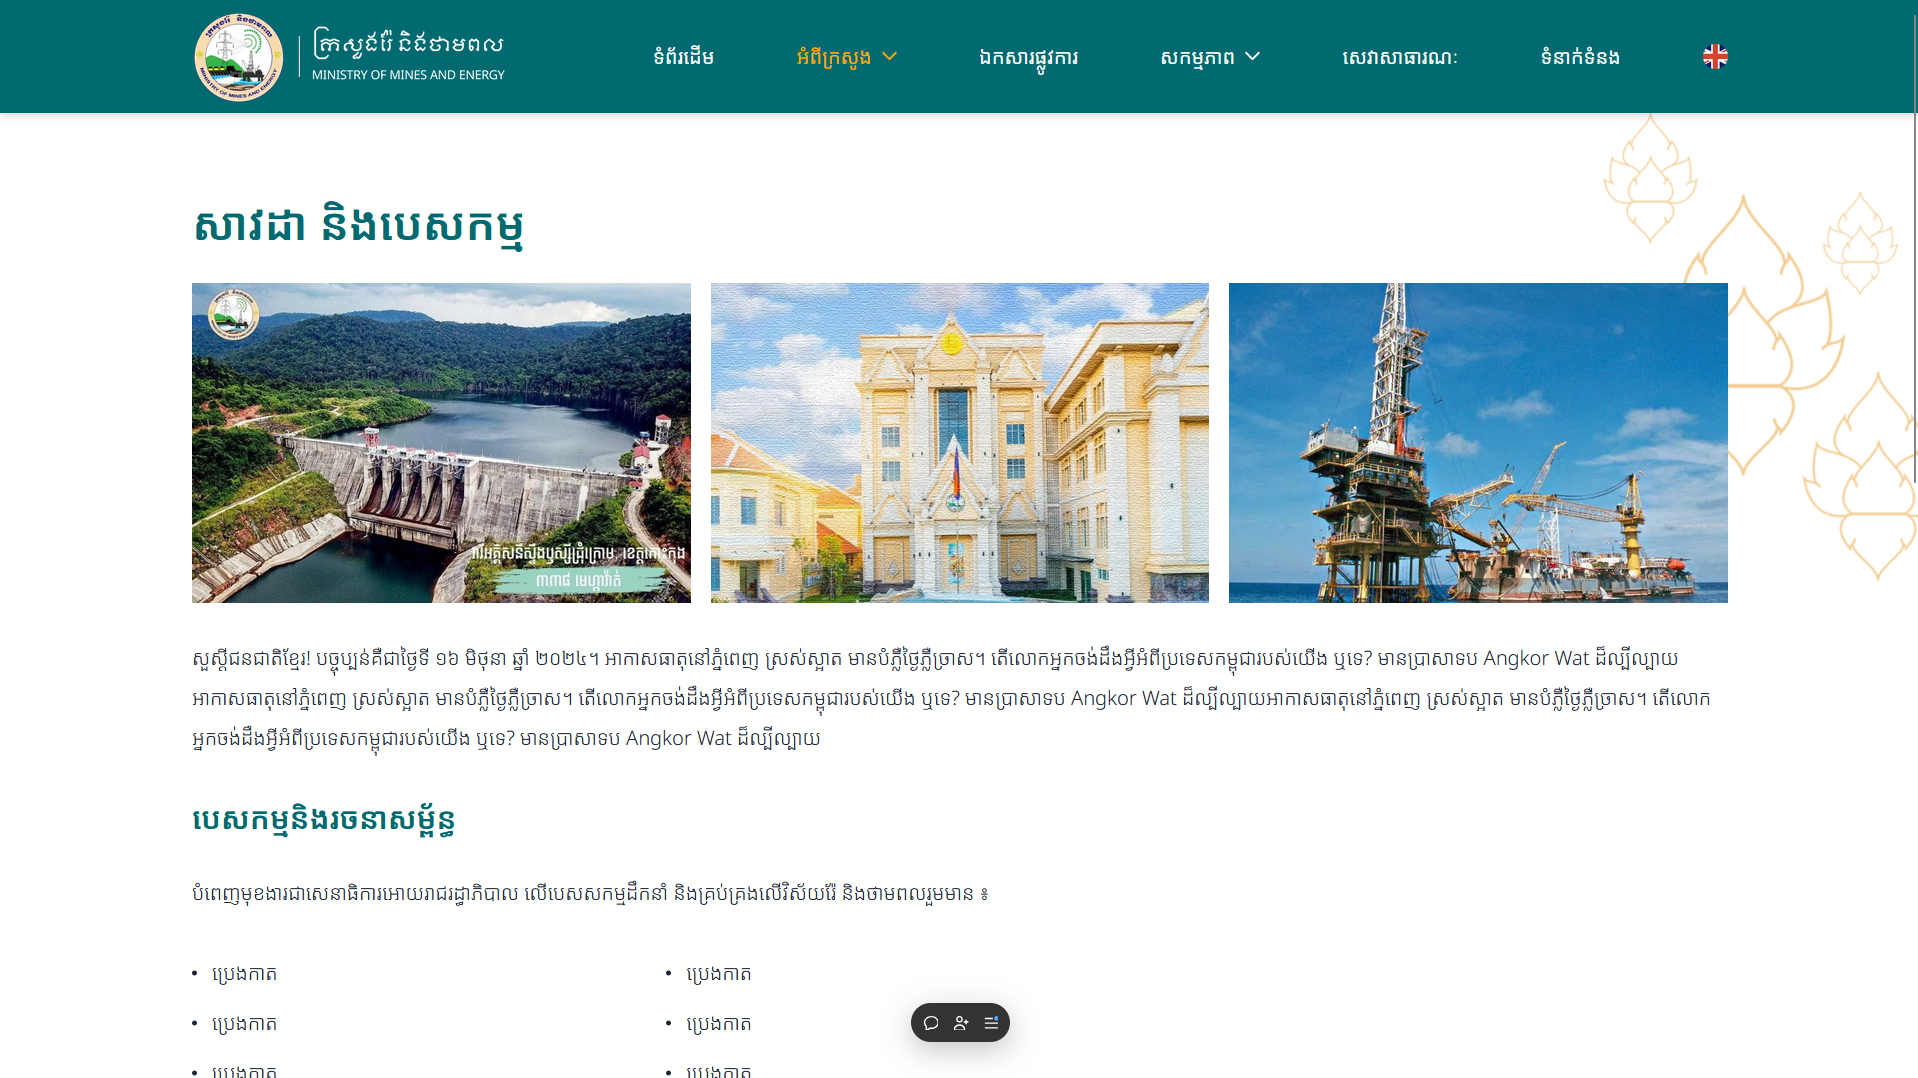 ក្រសួងរ៉ែ និងថាមពល
MINISTRY OF MINES AND ENERGY
ទំព័រដើម
អំពីក្រសួង
ឯកសារផ្លូវការ
សកម្មភាព
សេវាសាធារណៈ
ទំនាក់ទំនង
សាវដា និងបេសកម្ម
វារីអគ្គិសនីស្ទឹងឫស្សីជ្រុំក្រោម, ខេត្តកោះកុង
៣៣៨ មេហ្គាវ៉ាត់
សួស្តីជនជាតិខ្មែរ! បច្ចុប្បន់គឺជាថ្ងៃទី ១៦ មិថុនា ឆ្នាំ ២០២៤។ អាកាសធាតុនៅភ្នំពេញ ស្រស់ស្អាត មានបំភ្លឺថ្ងៃភ្លឺច្រាស។ តើលោកអ្នកចង់ដឹងអ្វីអំពីប្រទេសកម្ពុជារបស់យើង ឬទេ? មានប្រាសាទប Angkor Wat ដ៏ល្បីល្បាយ
អាកាសធាតុនៅភ្នំពេញ ស្រស់ស្អាត មានបំភ្លឺថ្ងៃភ្លឺច្រាស។ តើលោកអ្នកចង់ដឹងអ្វីអំពីប្រទេសកម្ពុជារបស់យើង ឬទេ? មានប្រាសាទប Angkor Wat ដ៏ល្បីល្បាយអាកាសធាតុនៅភ្នំពេញ ស្រស់ស្អាត មានបំភ្លឺថ្ងៃភ្លឺច្រាស។ តើលោក
អ្នកចង់ដឹងអ្វីអំពីប្រទេសកម្ពុជារបស់យើង ឬទេ? មានប្រាសាទប Angkor Wat ដ៏ល្បីល្បាយ
បេសកម្មនិងរចនាសម្ព័ន្ធ
បំពេញមុខងារជាសេនាធិការអោយរាជរដ្ឋាភិបាល លើបេសសកម្មដឹកនាំ និងគ្រប់គ្រងលើវិស័យរ៉ែ និងថាមពលរួមមាន ៖
• ប្រេងកាត
• ប្រេងកាត
• ប្រេងកាត
• ប្រេងកាត
• ប្រេងកាត
• ប្រេងកាត